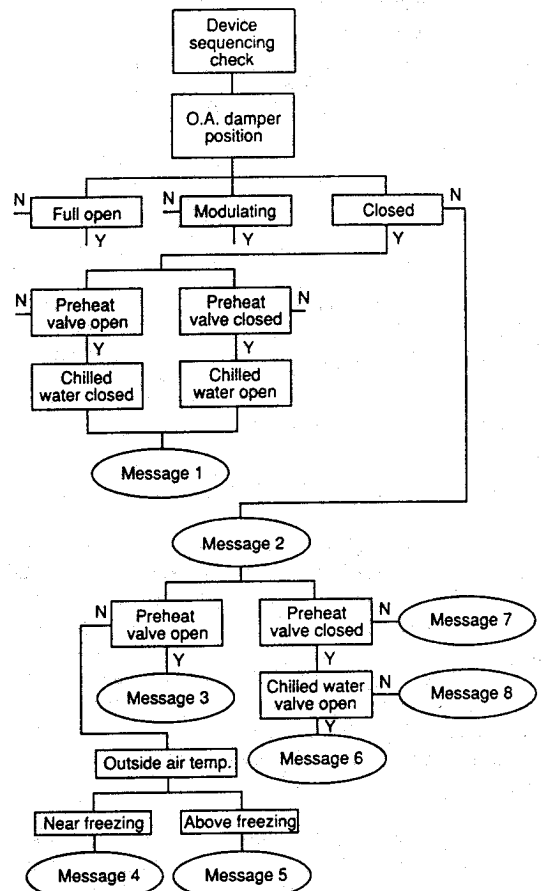 Device
sequencing
check
O.A. damper
position
N
Full open
Y
N
Modulating
Y
Closed
N
Y
N
Preheat
valve open
Y
Preheat
valve closed
N
Y
Chilled
water closed
Chilled
water open
Message 1
Message 2
N
Preheat
valve open
Y
Preheat
valve closed
N
Y
Message 7
Message 3
Chilled water
valve open
N
Y
Message 8
Message 6
Outside air temp.
Near freezing
Above freezing
Message 4
Message 5